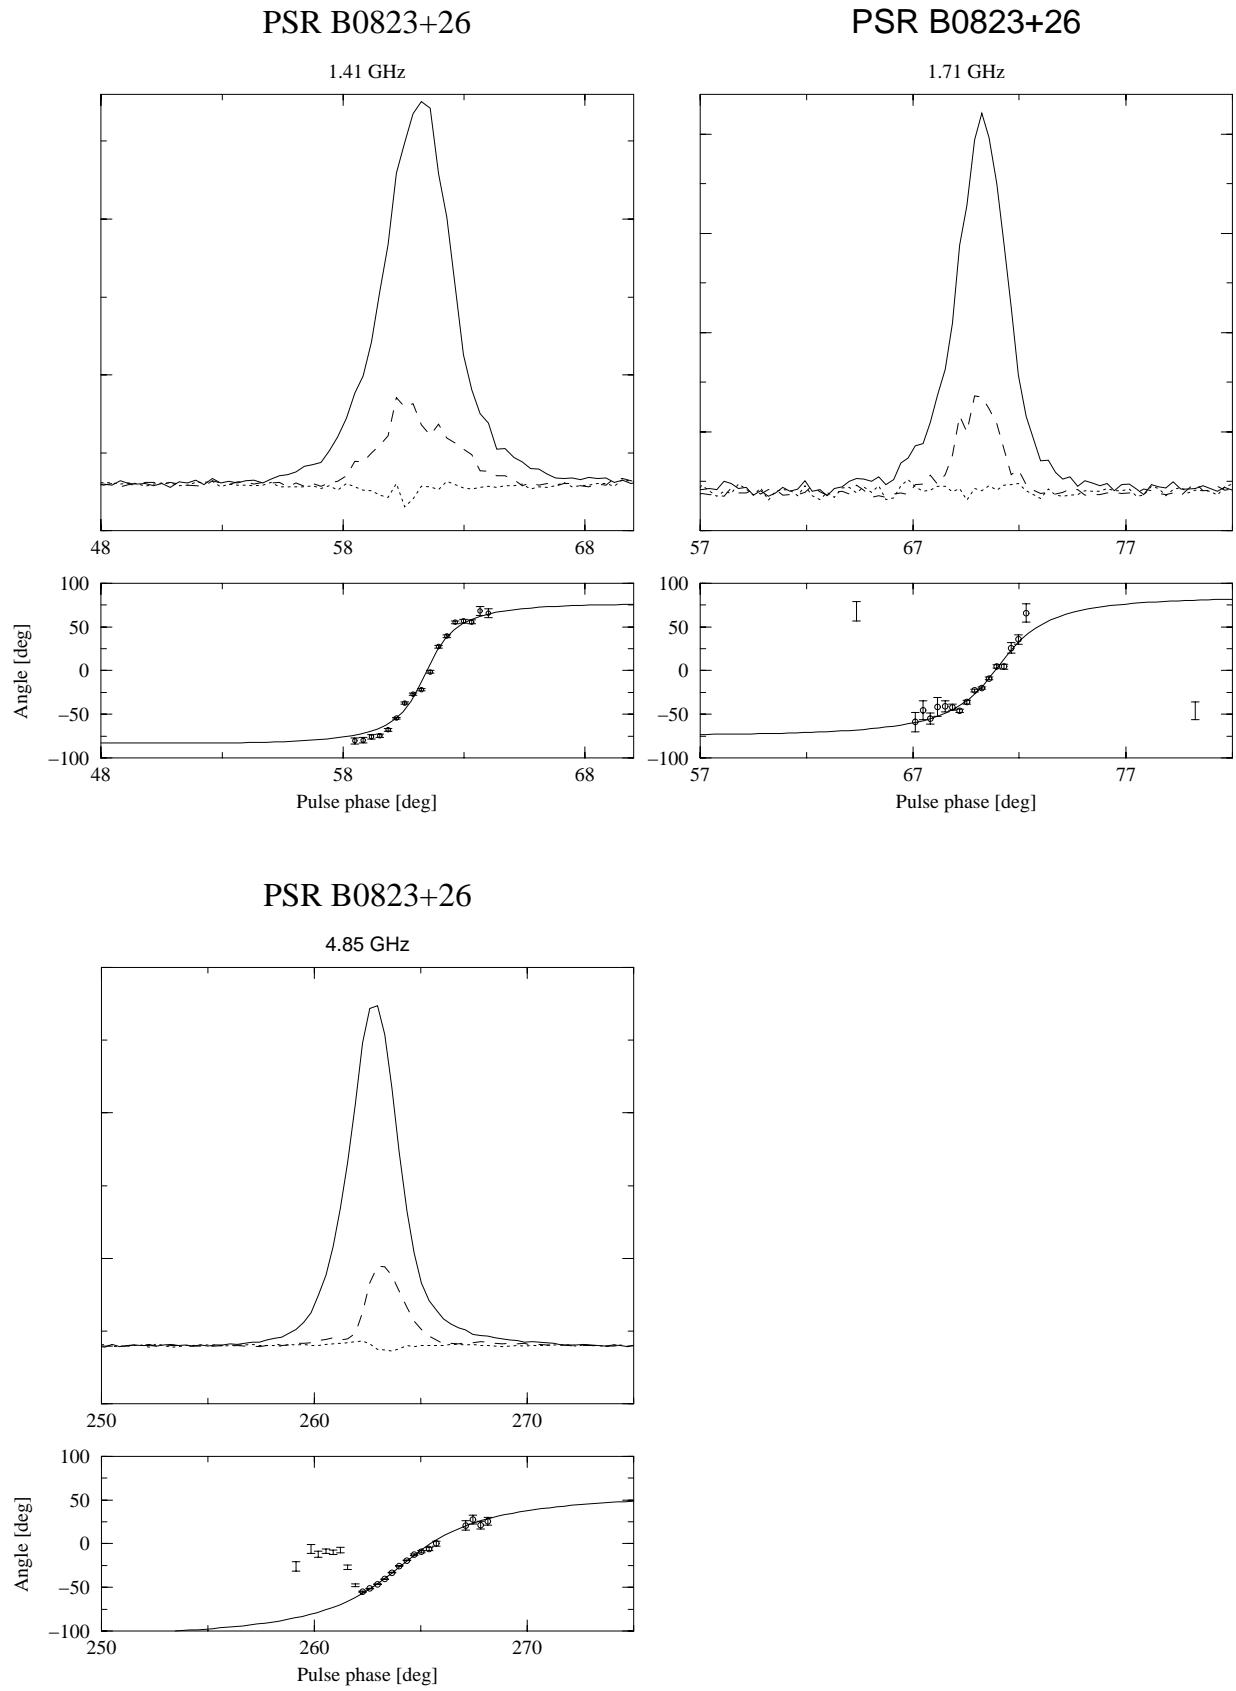 PSR B0823+26
1.41 GHz
48 58 68
100
50
0
−50
−100
Angle [deg]
48 58 68
Pulse phase [deg]
PSR B0823+26
1.71 GHz
57 67 77
100
50
0
−50
−100
57 67 77
Pulse phase [deg]
PSR B0823+26
4.85 GHz
250 260 270
100
50
0
−50
−100
Angle [deg]
250 260 270
Pulse phase [deg]